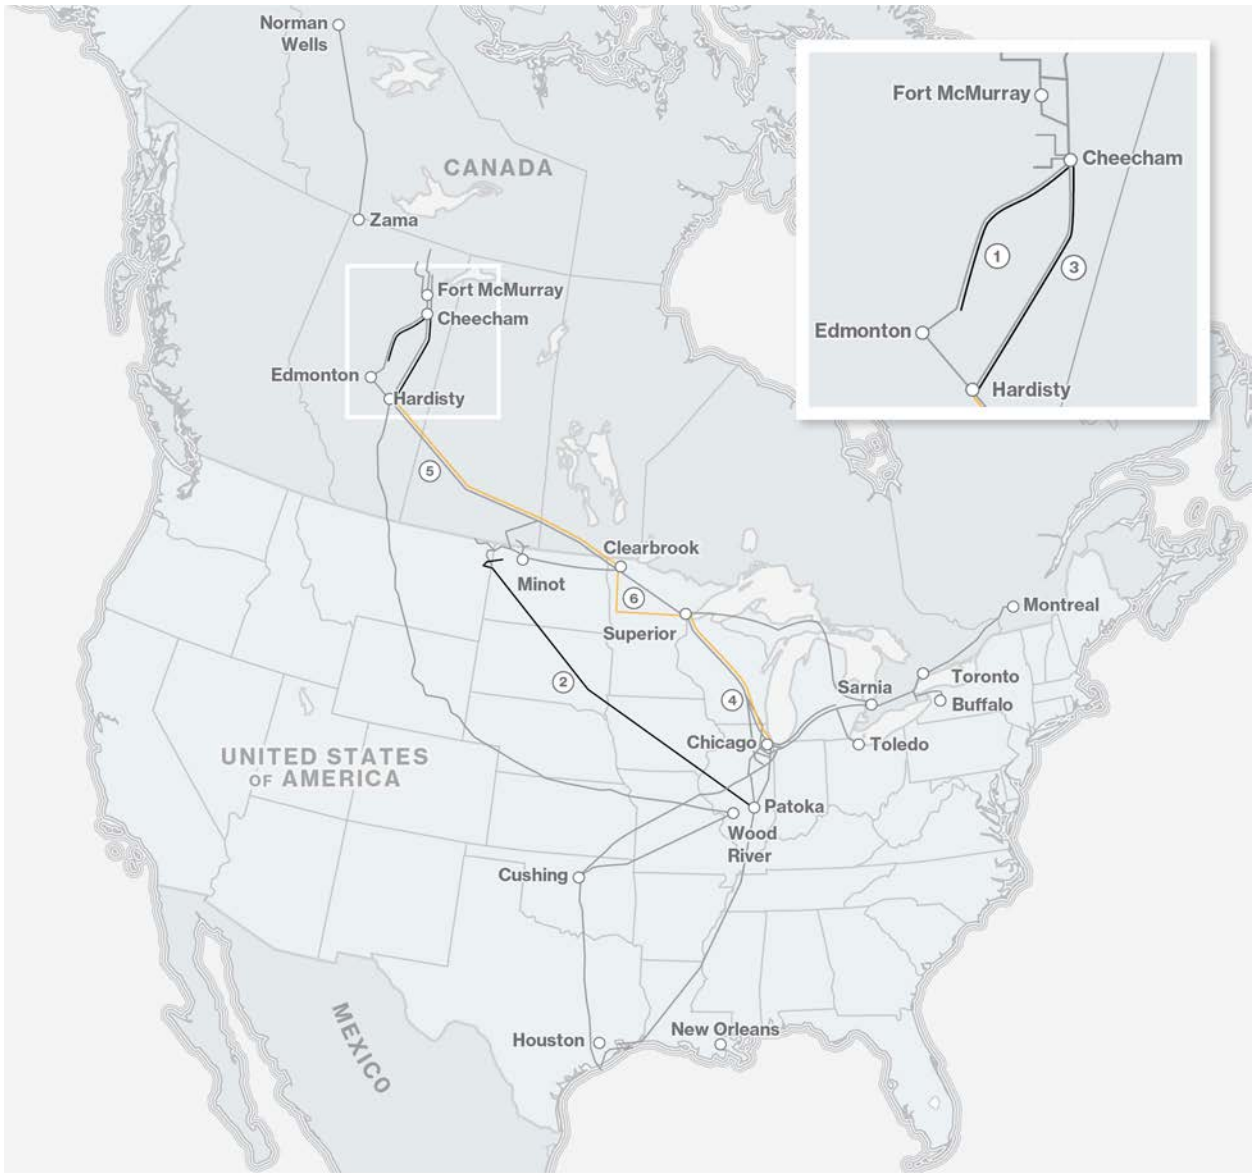 Norman
Wells
CANADA
Zama
Fort McMurray
Cheecham
Edmonton
Hardisty
5
Clearbrook
Minot
6
Superior
2
4
Montreal
Toronto
Sarnia
Buffalo
Chicago
Toledo
UNITED STATES
OF AMERICA
Patoka
Wood
River
Cushing
MEXICO
Houston
New Orleans
Fort McMurray
Cheecham
1
3
Edmonton
Hardisty